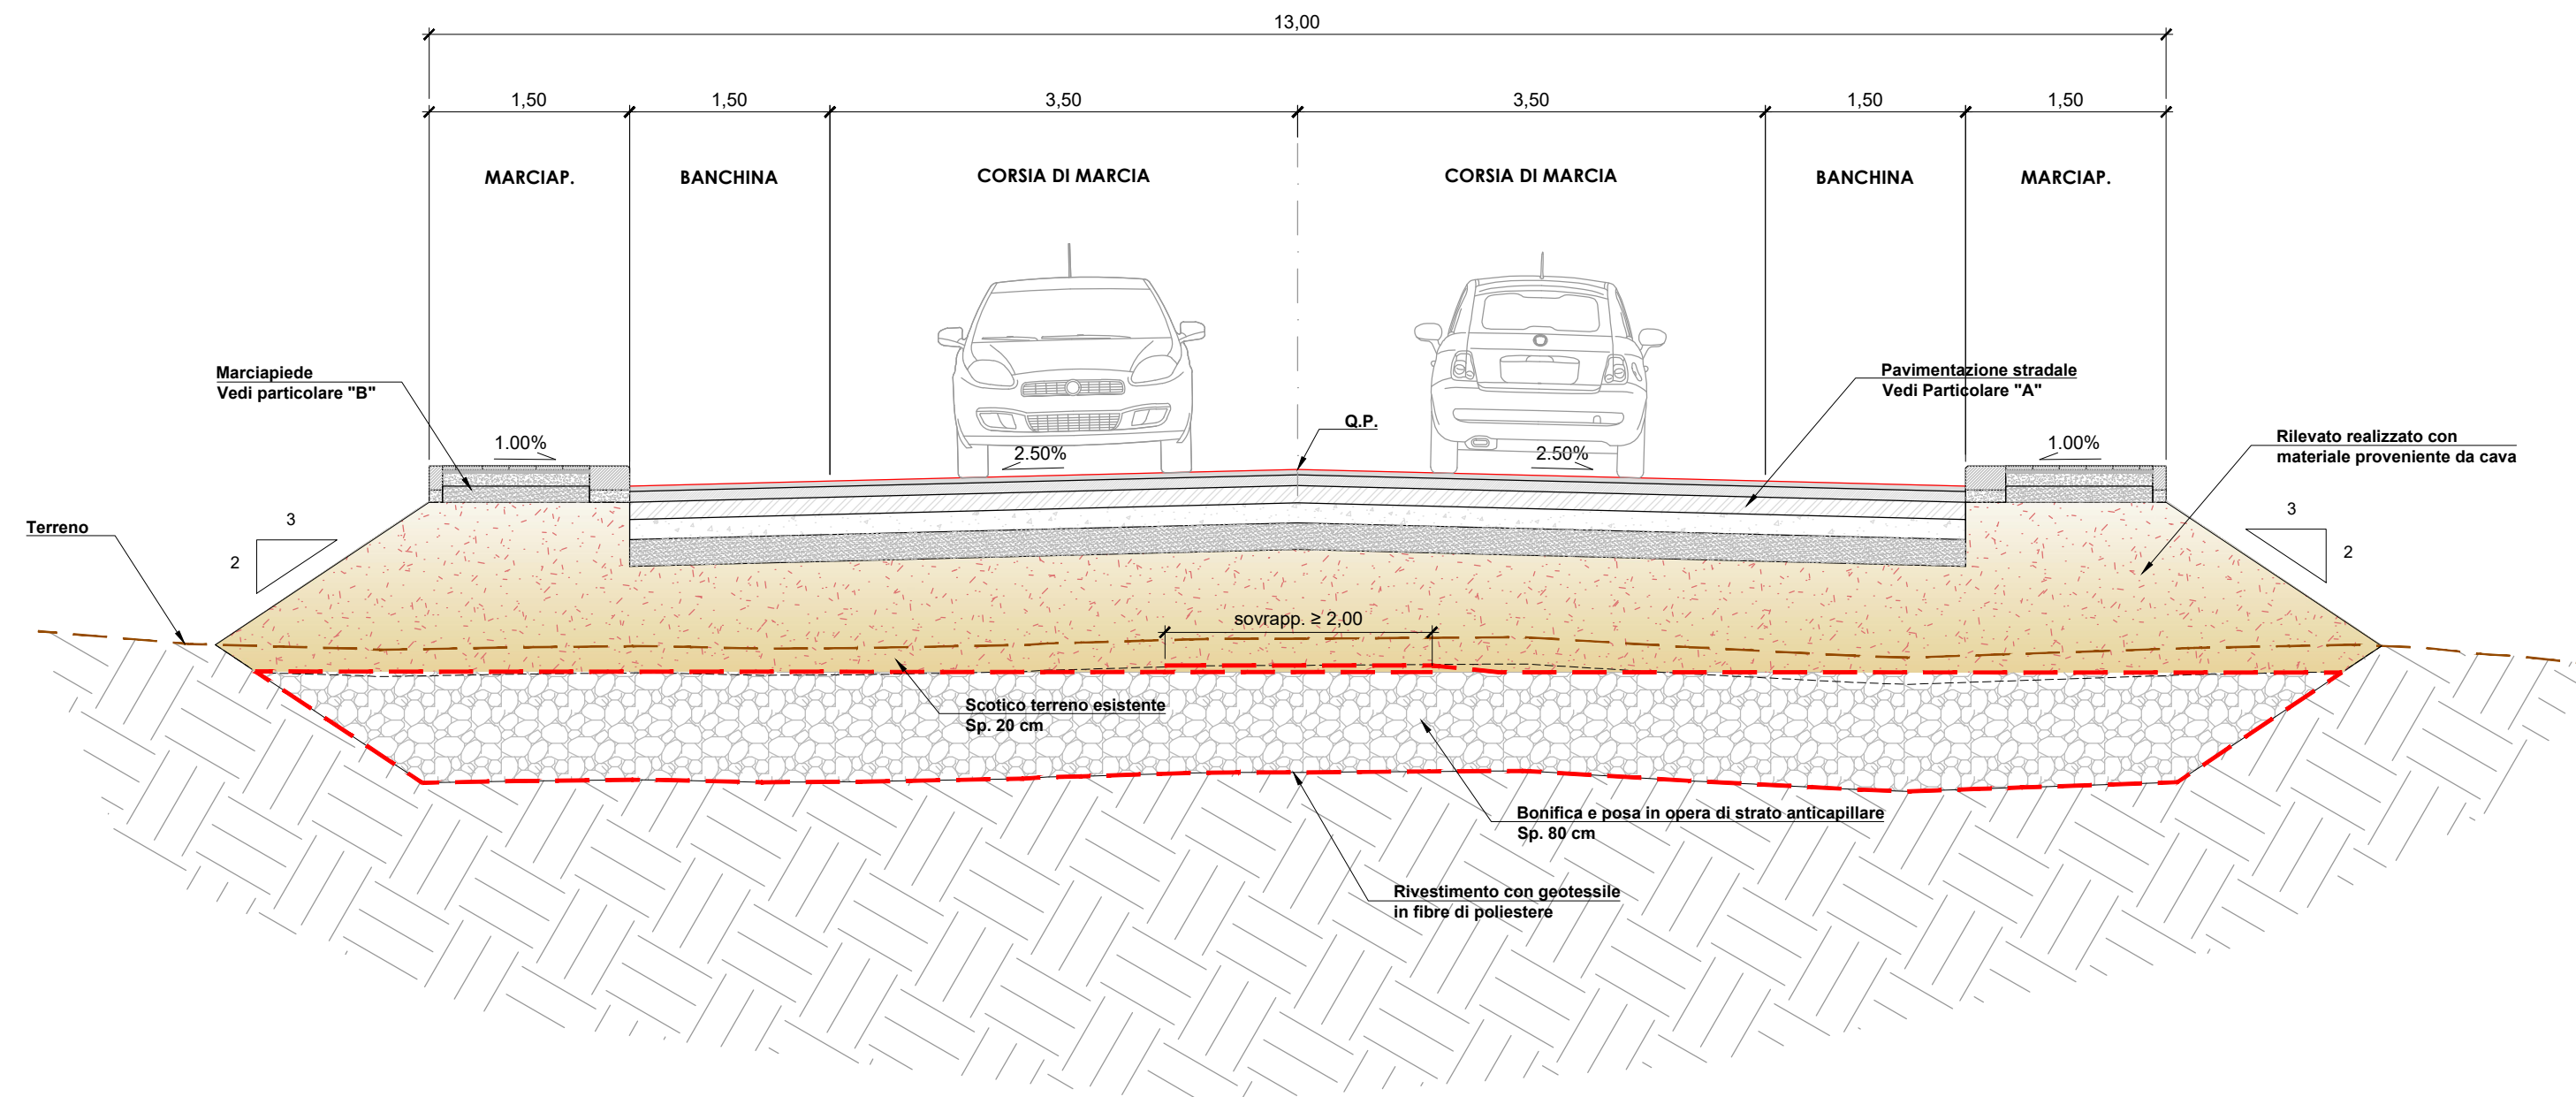 13,00
1,50
1,50
3,50
3,50
1,50
1,50
MARCIAP.
BANCHINA
CORSIA DI MARCIA
CORSIA DI MARCIA
BANCHINA
MARCIAP.
Marciapiede
Vedi particolare "B"
Pavimentazione stradale
Vedi Particolare "A"
Q.P.
1.00%
2.50%
2.50%
1.00%
Rilevato realizzato con
materiale proveniente da cava
Terreno
3
2
3
2
sovrapp. ≥ 2,00
Scotico terreno esistente
Sp. 20 cm
Bonifica e posa in opera di strato anticapillare
Sp. 80 cm
Rivestimento con geotessile
in fibre di poliestere